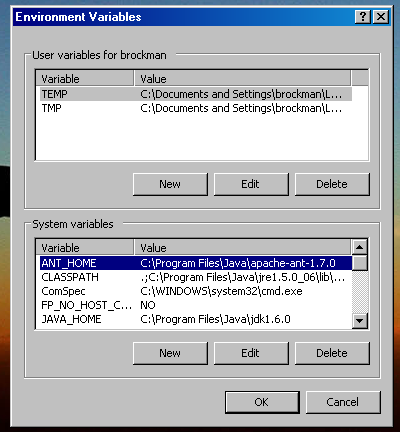 Environment Variables
User variables for brockman
Variable Value
TEMP C:\Documents and Settings\brockman\L...
TMP C:\Documents and Settings\brockman\L...
New Edit Delete
System variables
Variable Value
ANT_HOME C:\Program Files\Java\apache-ant-1.7.0
CLASSPATH .;C:\Program Files\Java\jre1.5.0_06\lib\...
ComSpec C:\WINDOWS\system32\cmd.exe
FP_NO_HOST_C... NO
JAVA_HOME C:\Program Files\Java\jdk1.6.0
New Edit Delete
OK Cancel